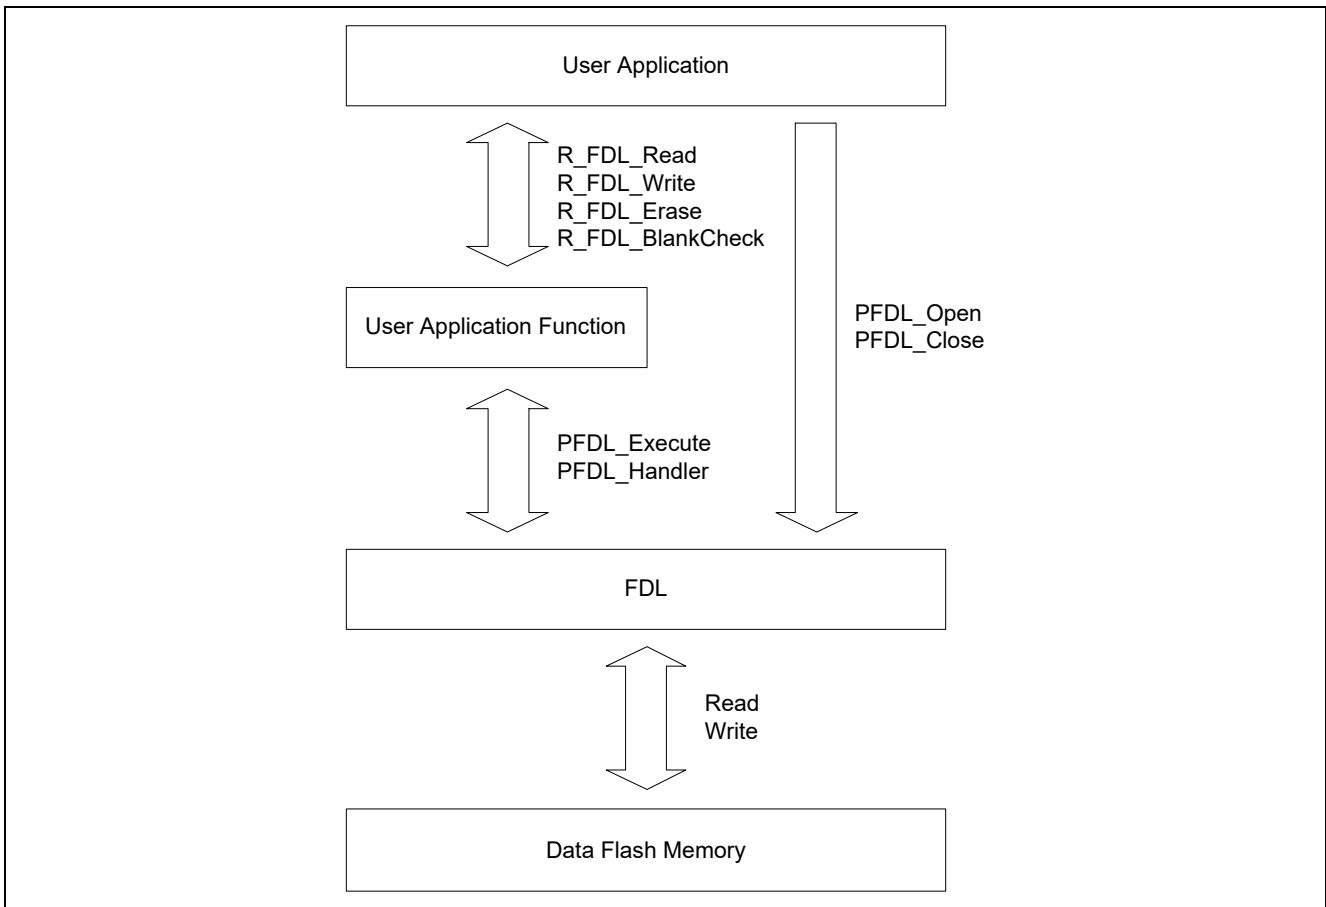 User Application
R_FDL_Read
R_FDL_Write
R_FDL_Erase
R_FDL_BlankCheck
User Application Function
PFDL_Open
PFDL_Close
PFDL_Execute
PFDL_Handler
FDL
Read
Write
Data Flash Memory